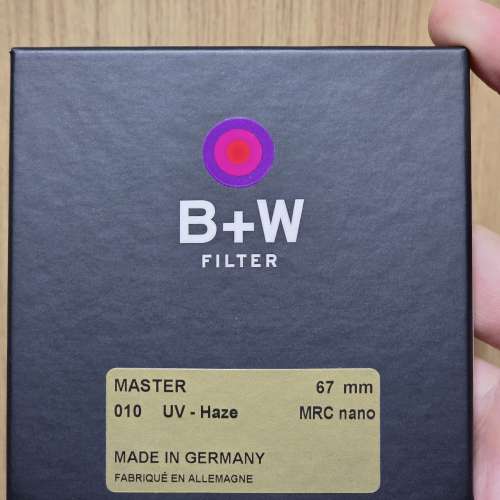 B+W
FILTER
MASTER 67 mm
010 UV - Haze MRC nano
MADE IN GERMANY
FABRIQUÉ EN ALLEMAGNE